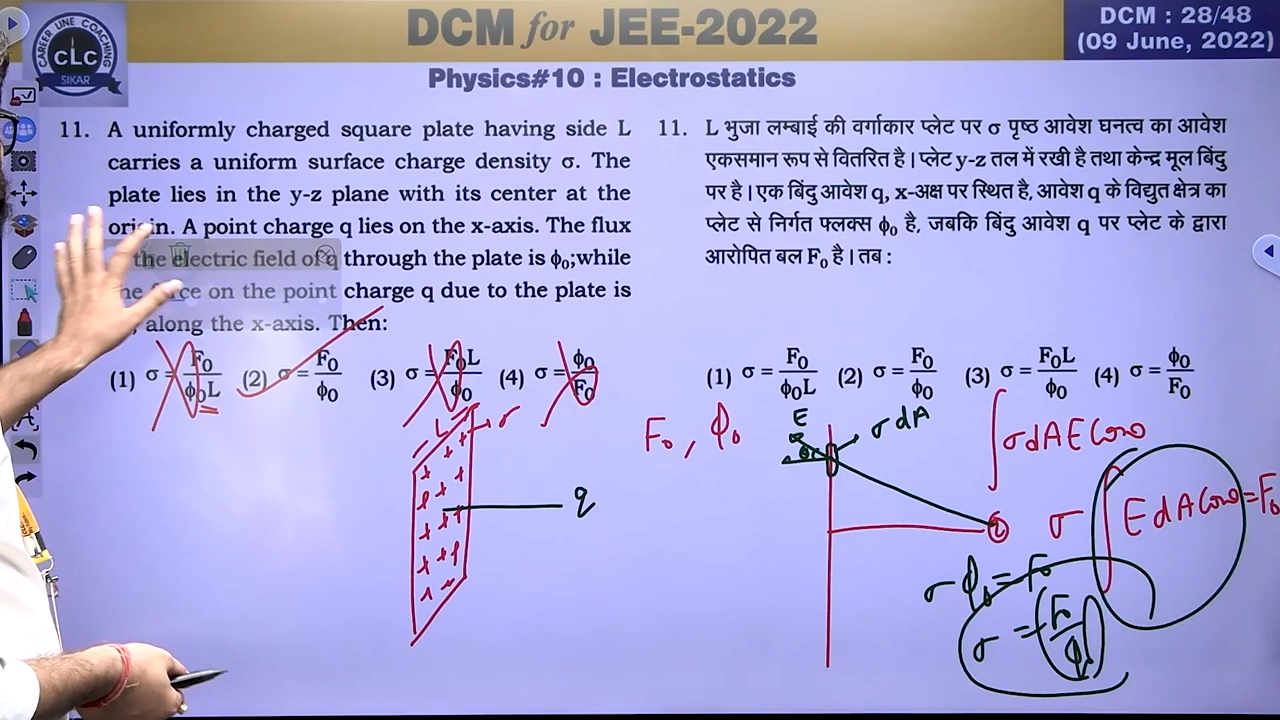 DCM for JEE-2022
DCM : 28/48
(09 June, 2022)
CAREER LINE COACHING
CLC
SIKAR
Physics#10 : Electrostatics
11. A uniformly charged square plate having side L
carries a uniform surface charge density σ. The
plate lies in the y-z plane with its center at the
origin. A point charge q lies on the x-axis. The flux
the electric field of q through the plate is ϕ₀;while
force on the point charge q due to the plate is
along the x-axis. Then:
(1) σ = F₀/ϕ₀L (2) σ = F₀/ϕ₀ (3) σ = F₀L/ϕ₀ (4) σ = ϕ₀/F₀
11. L भुजा लम्बाई की वर्गाकार प्लेट पर σ पृष्ठ आवेश घनत्व का आवेश
एकसमान रूप से वितरित है। प्लेट y-z तल में रखी है तथा केन्द्र मूल बिंदु
पर है। एक बिंदु आवेश q, x-अक्ष पर स्थित है, आवेश q के विद्युत क्षेत्र का
प्लेट से निर्गत फ्लक्स ϕ₀ है, जबकि बिंदु आवेश q पर प्लेट के द्वारा
आरोपित बल F₀ है। तब :
(1) σ = F₀/ϕ₀L (2) σ = F₀/ϕ₀ (3) σ = F₀L/ϕ₀ (4) σ = ϕ₀/F₀
L σ
q
F₀, ϕ₀
E
θ
σ dA
q
∫σdAE Cosθ
σ ∫E dA Cosθ = F₀
σ ϕ₀ = F₀
σ = (F₀/ϕ₀)